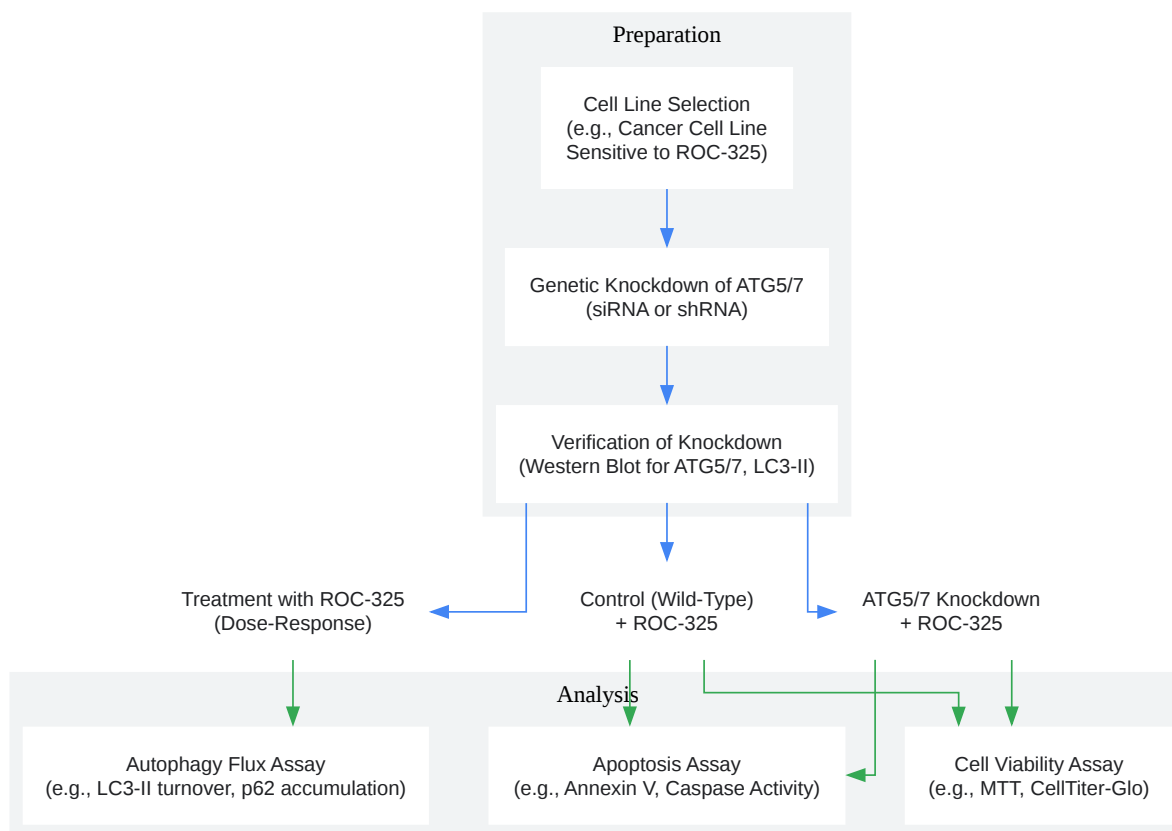 Preparation
Cell Line Selection
(e.g., Cancer Cell Line
Sensitive to ROC-325)
Genetic Knockdown of ATG5/7
(siRNA or shRNA)
Verification of Knockdown
(Western Blot for ATG5/7, LC3-II)
Treatment with ROC-325
(Dose-Response)
Control (Wild-Type)
+ ROC-325
ATG5/7 Knockdown
+ ROC-325
Analysis
Autophagy Flux Assay
(e.g., LC3-II turnover, p62 accumulation)
Apoptosis Assay
(e.g., Annexin V, Caspase Activity)
Cell Viability Assay
(e.g., MTT, CellTiter-Glo)